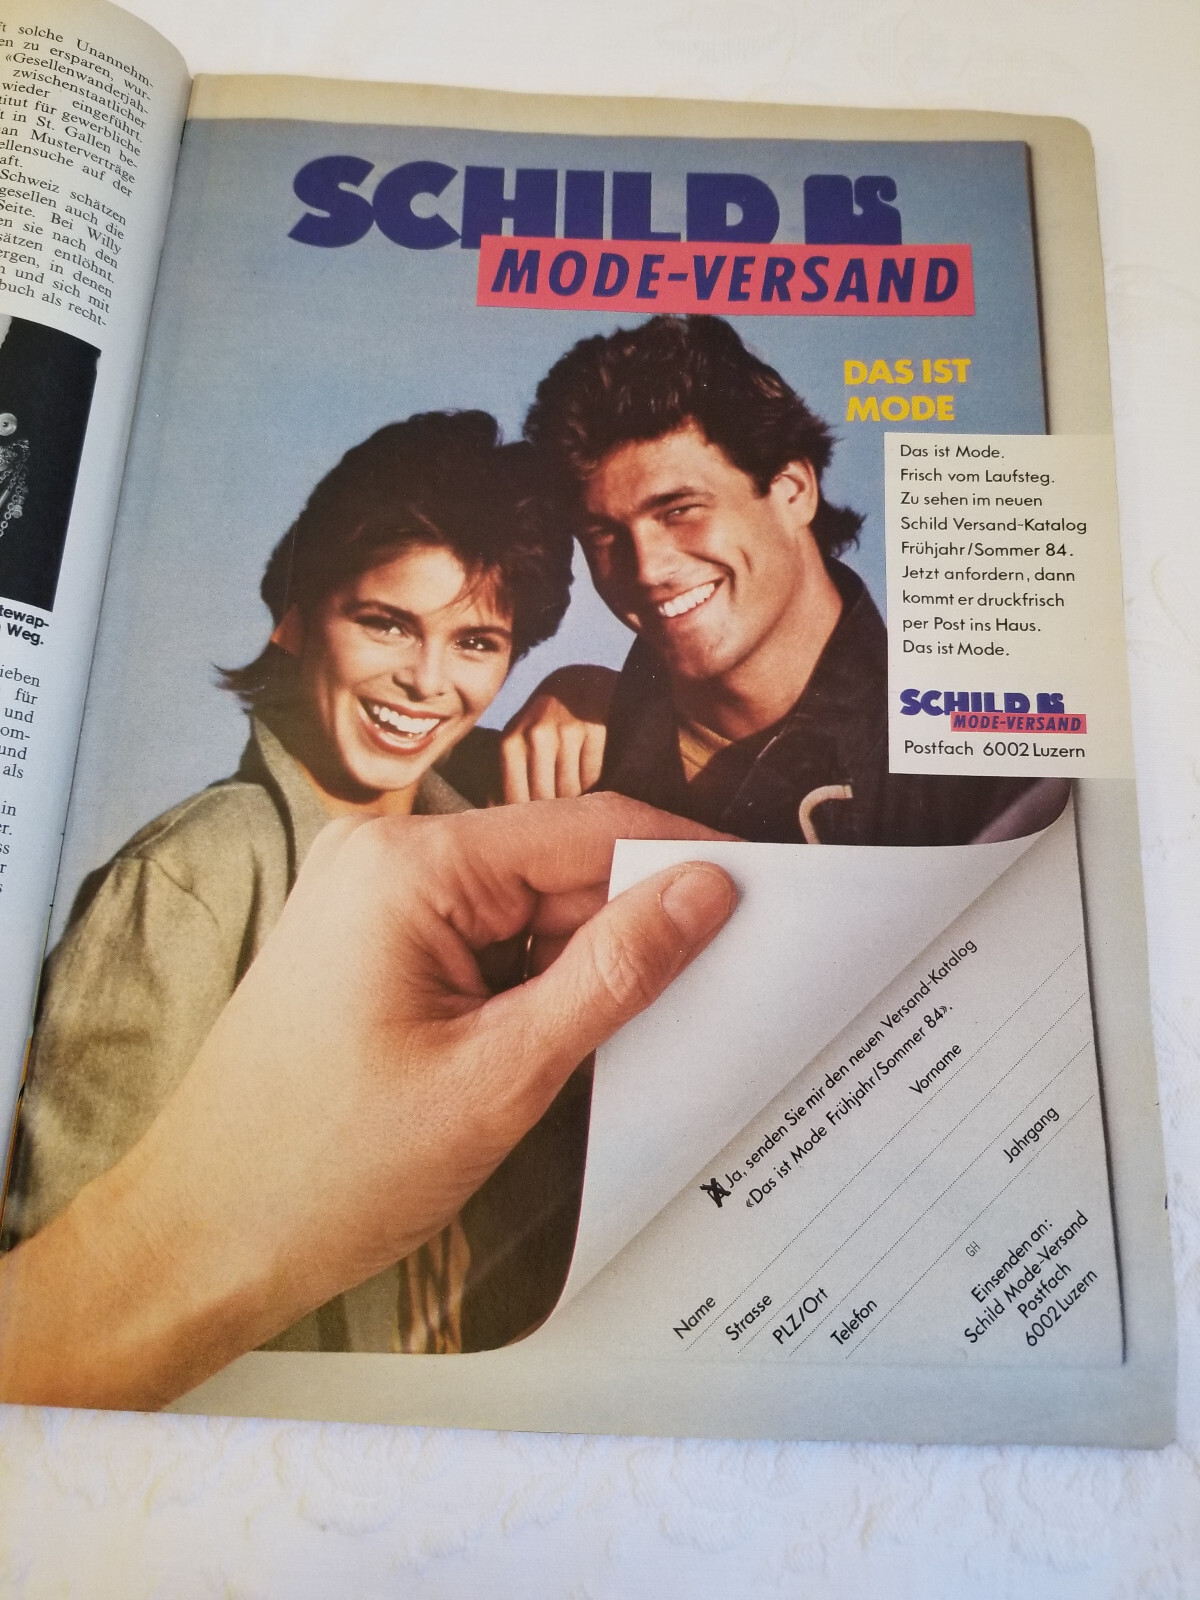 solche Unannehm-
zu ersparen, wur-
«Gesellenwanderjah-
zwischenstaatlicher
wieder eingeführt.
für gewerbliche
in St. Gallen be-
Musterverträge
auf der
Schweiz schätzen
gesellen auch die
Seite. Bei Willy
sie nach den
entlöhnt.
in denen
und sich mit
als recht-
Weg.
für
und
als
in
SCHILD
MODE-VERSAND
DAS IST
MODE
Das ist Mode.
Frisch vom Laufsteg.
Zu sehen im neuen
Schild Versand-Katalog
Frühjahr/Sommer 84.
Jetzt anfordern, dann
kommt er druckfrisch
per Post ins Haus.
Das ist Mode.
SCHILD
MODE-VERSAND
Postfach 6002 Luzern
Ja, senden Sie mir den neuen Versand-Katalog
«Das ist Mode Frühjahr/Sommer 84».
Name Vorname
Strasse
PLZ/Ort
Telefon Jahrgang
GH
Einsenden an:
Schild Mode-Versand
Postfach
6002 Luzern